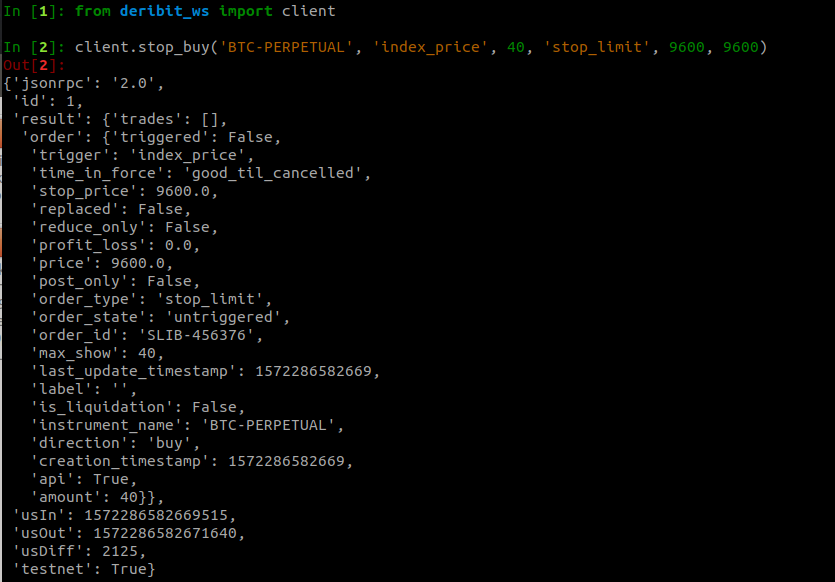 In [1]: from deribit_ws import client
In [2]: client.stop_buy('BTC-PERPETUAL', 'index_price', 40, 'stop_limit', 9600, 9600)
Out[2]:
{'jsonrpc': '2.0',
'id': 1,
'result': {'trades': [],
'order': {'triggered': False,
'trigger': 'index_price',
'time_in_force': 'good_til_cancelled',
'stop_price': 9600.0,
'replaced': False,
'reduce_only': False,
'profit_loss': 0.0,
'price': 9600.0,
'post_only': False,
'order_type': 'stop_limit',
'order_state': 'untriggered',
'order_id': 'SLIB-456376',
'max_show': 40,
'last_update_timestamp': 1572286582669,
'label': '',
'is_liquidation': False,
'instrument_name': 'BTC-PERPETUAL',
'direction': 'buy',
'creation_timestamp': 1572286582669,
'api': True,
'amount': 40}},
'usIn': 1572286582669515,
'usOut': 1572286582671640,
'usDiff': 2125,
'testnet': True}